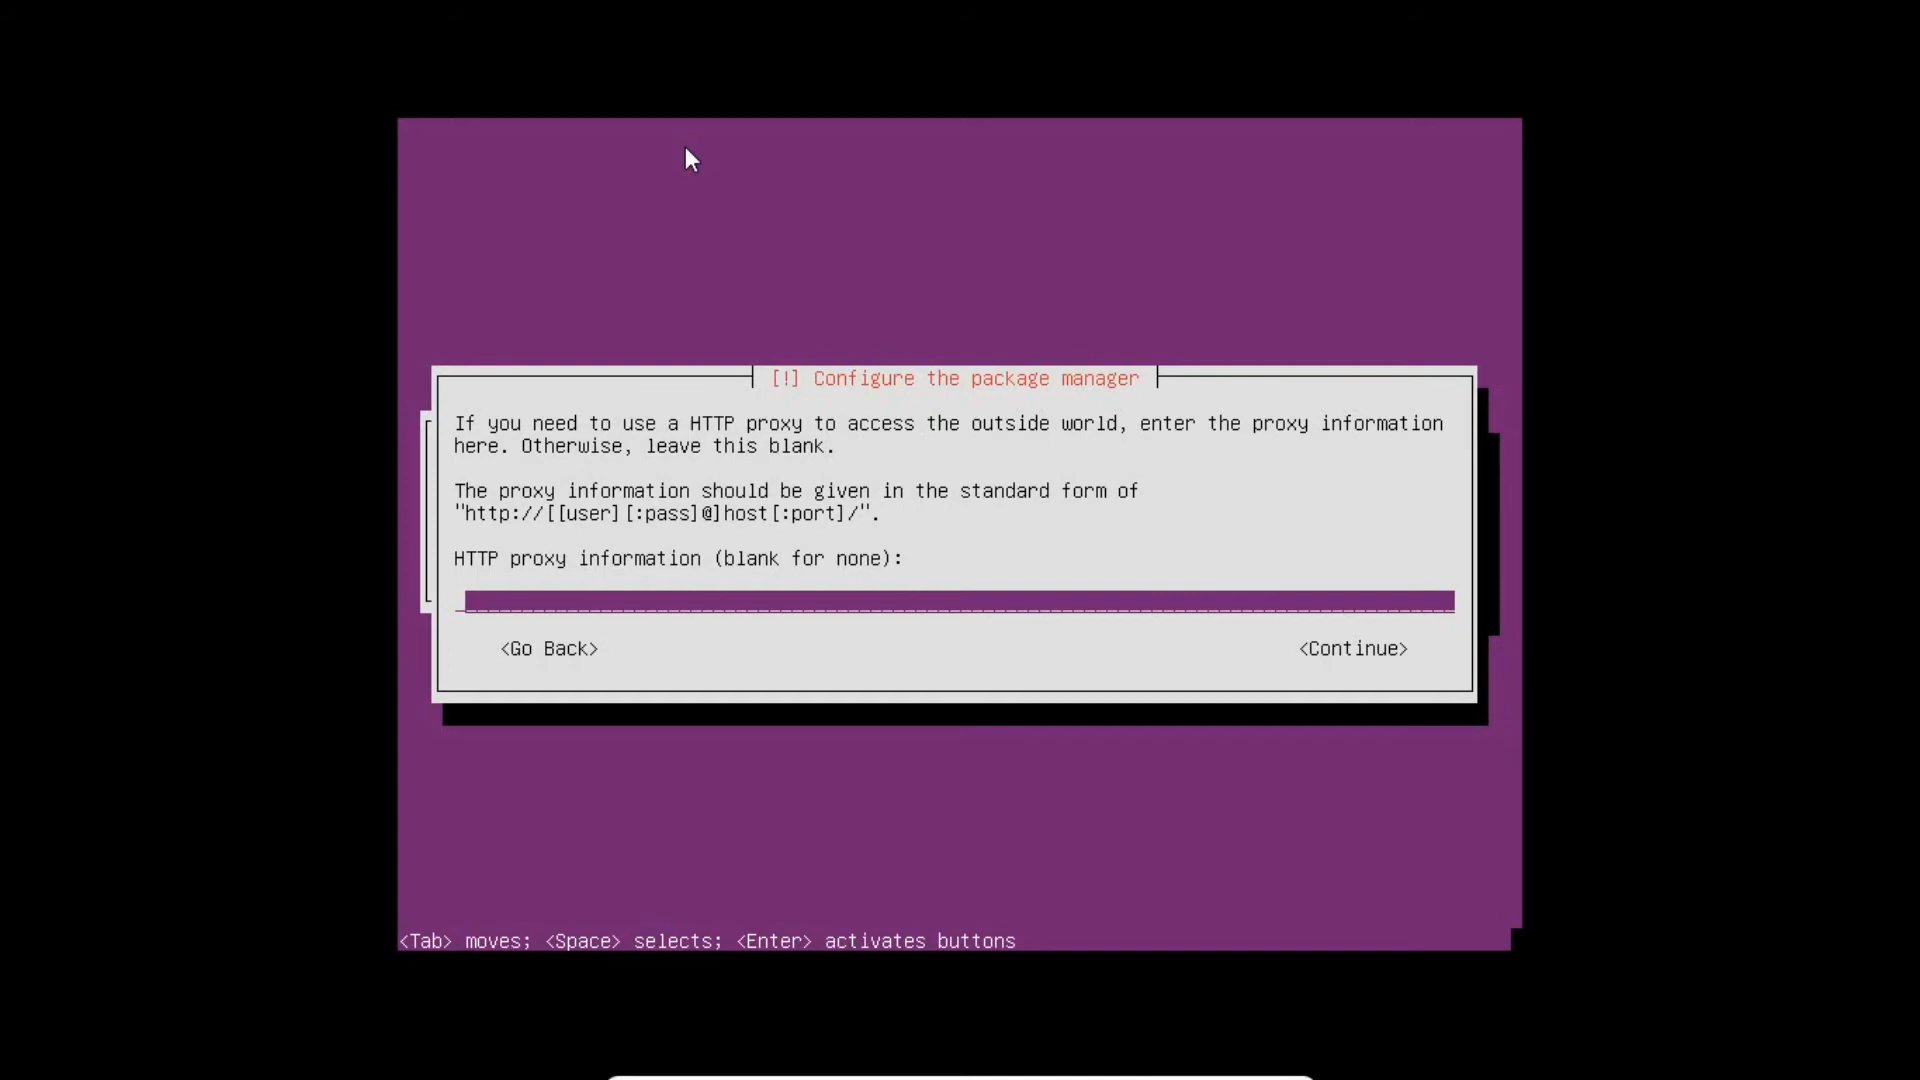 [!] Configure the package manager
If you need to use a HTTP proxy to access the outside world, enter the proxy information
here. Otherwise, leave this blank.
The proxy information should be given in the standard form of
"http://[[user][:pass]@]host[:port]/".
HTTP proxy information (blank for none):
<Go Back> <Continue>
<Tab> moves; <Space> selects; <Enter> activates buttons